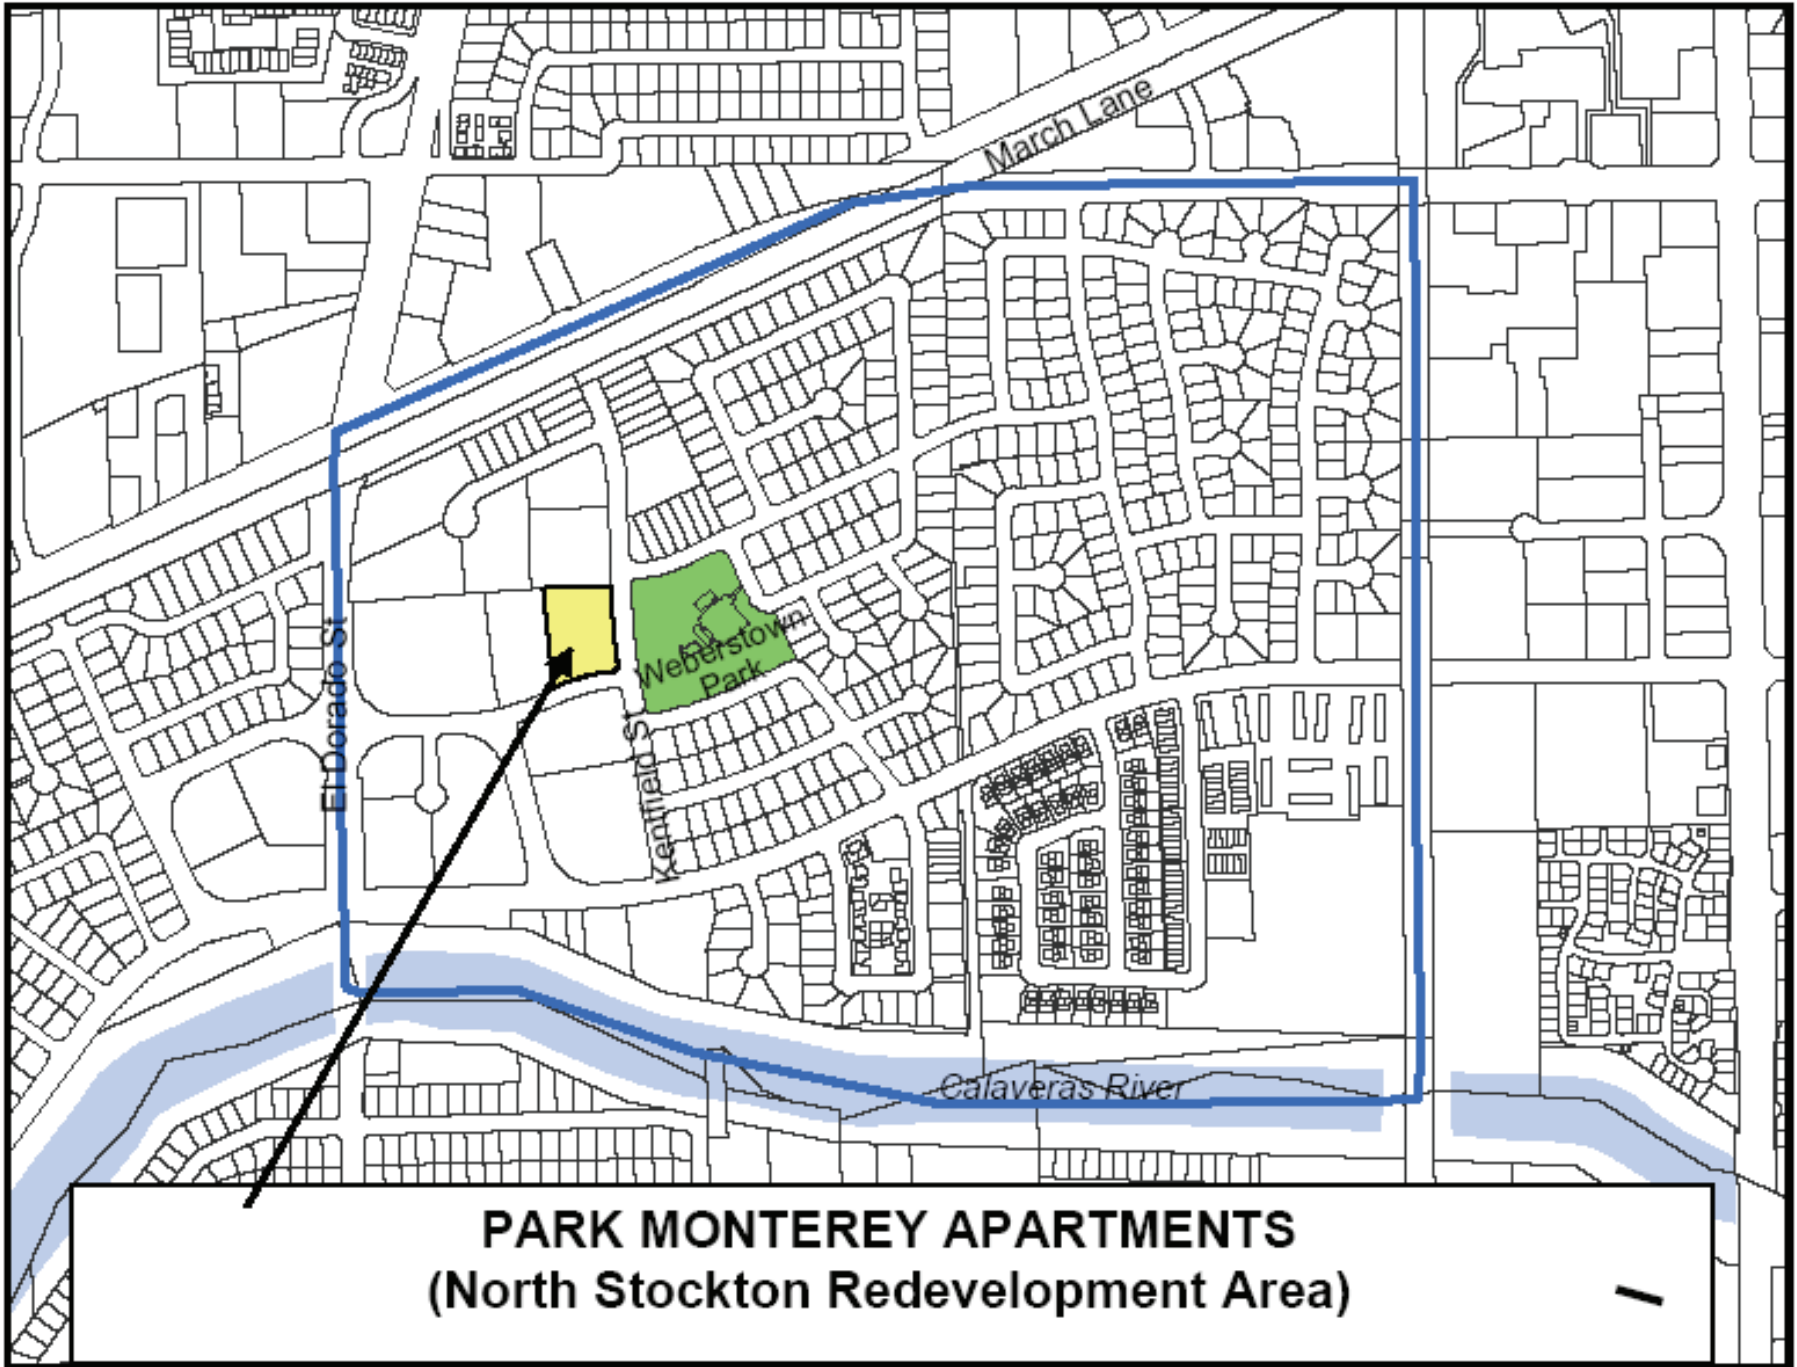 March Lane
El Dorado St
Weberstown
Park
Kentfield St
Calaveras River
PARK MONTEREY APARTMENTS
(North Stockton Redevelopment Area)